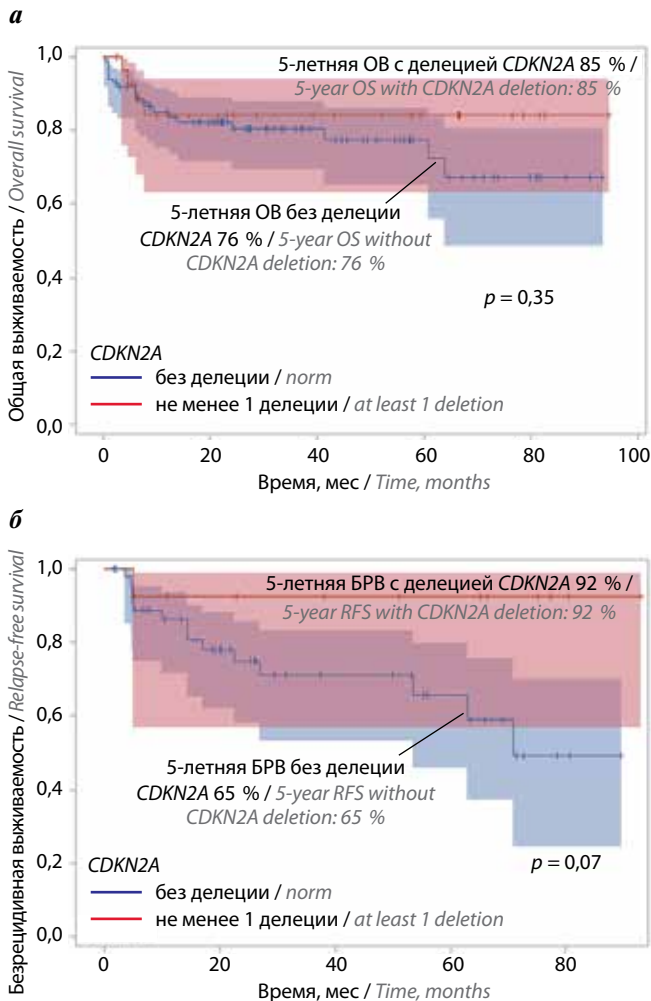 а
Общая выживаемость / Overall survival
1,0
0,8
0,6
0,4
0,2
0,0
5-летняя ОВ с делецией CDKN2A 85 % /
5-year OS with CDKN2A deletion: 85 %
5-летняя ОВ без делеции
CDKN2A 76 % / 5-year OS without
CDKN2A deletion: 76 %
p = 0,35
CDKN2A
без делеции / norm
не менее 1 делеции / at least 1 deletion
0 20 40 60 80 100
Время, мес / Time, months
б
Безрецидивная выживаемость / Relapse-free survival
1,0
0,8
0,6
0,4
0,2
0,0
5-летняя БРВ с делецией CDKN2A 92 % /
5-year RFS with CDKN2A deletion: 92 %
5-летняя БРВ без делеции
CDKN2A 65 % / 5-year RFS without
CDKN2A deletion: 65 %
p = 0,07
CDKN2A
без делеции / norm
не менее 1 делеции / at least 1 deletion
0 20 40 60 80
Время, мес / Time, months